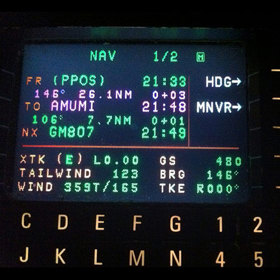 NAV 1/2 M
FR (PPOS) 21:33 HDG→
146° 26.1NM 0+03
TO AMUMI 21:48 MNVR→
106° 7.7NM 0+01
NX GM807 21:49
XTK (E) L0.00 GS 480
TAILWIND 123 BRG 146°
WIND 359T/165 TKE R000°
C D E F G 1 2
J K L M N 4 5